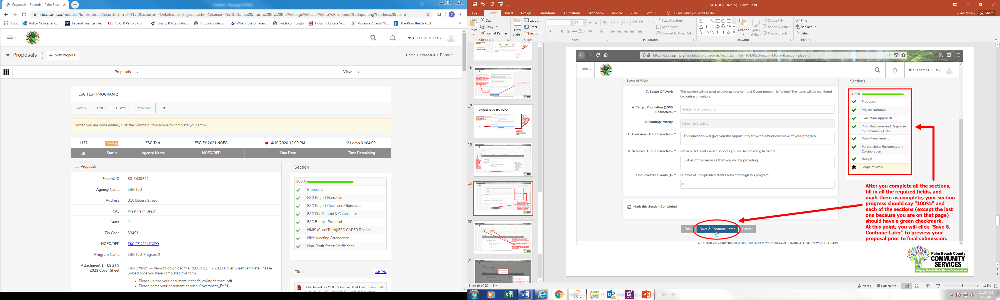 Proposals - Records - Palm Beac
pbcc.samis.io/modules/fx_proposals/records.cfm?id=1172&actionxm=Detail&reset_object_cache=1&xmsn=You%20can%20return%20to%20this%20page%20later%20to%20continue%20updating%20this%20record
g
Apps
Policy Notices and...
Federal Financial Re...
45 CFR Part 75 - U...
Grants Policy Statm...
ffrquickguide.pdf
What's the Differen...
lynda.com LogIn
Housing Choice Vo...
Violence Against W...
The Palm Beach Post
»
GILLIAN MOXEY
Proposals
+ New Proposal
Home / Proposals / Records
Proposals
View
ESG TEST PROGRAM 2
Modify
Detail
History
Submit
When you are done editing, click the Submit button above to complete your entry.
1172 Pending ESG Test ESG FY 2021 NOFO 4/10/2020 12:00 PM 21 days 01:04:00
ID Status Agency Name NOFO/RFP Due Date Time Remaining
Proposals
Federal ID 83-1439572
Agency Name ESG Test
Address 810 Datura Street
City West Palm Beach
State FL
Zip Code 33401
NOFO/RFP ESG FY 2021 NOFO
Program Name ESG Test Program 2
Attachment 1 - ESG FY
2021 Cover Sheet
Click ESG Cover Sheet to download the REQUIRED FY 2021 Cover Sheet Template. Please
upload once you have completed this form.
• Please upload your document in the following format: .pdf
• Please name your document as such: Coversheet_FY21
Section
100%
Proposals
ESG Project Narrative
ESG Project Goals and Objectives
ESG Site Control & Compliance
ESG Budget Proposal
HMIS (ClientTrack)/ESG CAPER Report
HHA Meeting Attendance
Non-Profit Status Verification
Files
Add File
Attachment 3 - YHDP Grantee HHA Certification.Pdf
ESG NOFO Training - PowerPoint
File
Home
Insert
Design
Transitions
Animations
Slide Show
Review
View
Foxit PDF
Tell me what you want to do...
Gillian Moxey
Share
Paste
Cut
Copy
Format Painter
Clipboard
New
Slide
Layout
Reset
Section
Slides
28
B I U S abc AV Aa A
Font
Text Direction
Align Text
Convert to SmartArt
Paragraph
Drawing
Arrange
Quick
Styles
Shape Fill
Shape Outline
Shape Effects
Find
Replace
Select
Editing
16
17
Completing the ESG NOFO
18
19
20
21
https://pbcc.samis.io/modules/fx_proposals/records.cfm?id=1043&actionxm=Modify&section_place=8
STESSY COCEREZ
Scope of Work
7. Scope Of Work
This section will be used to develop your contract if your program is funded. The items will be monitored
by contract monitors.
A. Target Population (1000
Characters) *
Residents of our county
B. Funding Priority
Economic Stability
C. Overview (400 Characters) *
This question will give you the opportunity to write a brief overview of your program.
D. Services (1000 Characters) *
List in bullet points which services you will be providing to clients.
List all of the services that you will be providing.
E. Unduplicated Clients (#) *
Number of unduplicated clients served through this program:
100
Mark this Section Completed
Back
Save & Continue Later
Cancel
COPYRIGHT 2019. POWERED BY WEBAUTHOR.COM. PRIVACY POLICY. ALL RIGHTS RESERVED. NEW-CF-1-CFUSION
Sections
100%
Proposals
Project Narrative
Evaluation Approach
Prior Outcomes and Response
to Community Data
Data Management
Partnerships, Resources and
Collaboration
Budget
Scope of Work
After you complete all the sections,
fill in all the required fields, and
mark them as complete, your section
progress should say "100%" and
each of the sections (except the last
one because you are on that page)
should have a green checkmark.
At this point, you will click "Save &
Continue Later" to preview your
proposal prior to final submission.
Palm Beach County
COMMUNITY
SERVICES
Helping People Build Better Communities
Slide 19 of 23
Notes
Comments
115%
10:56 AM
3/20/2020